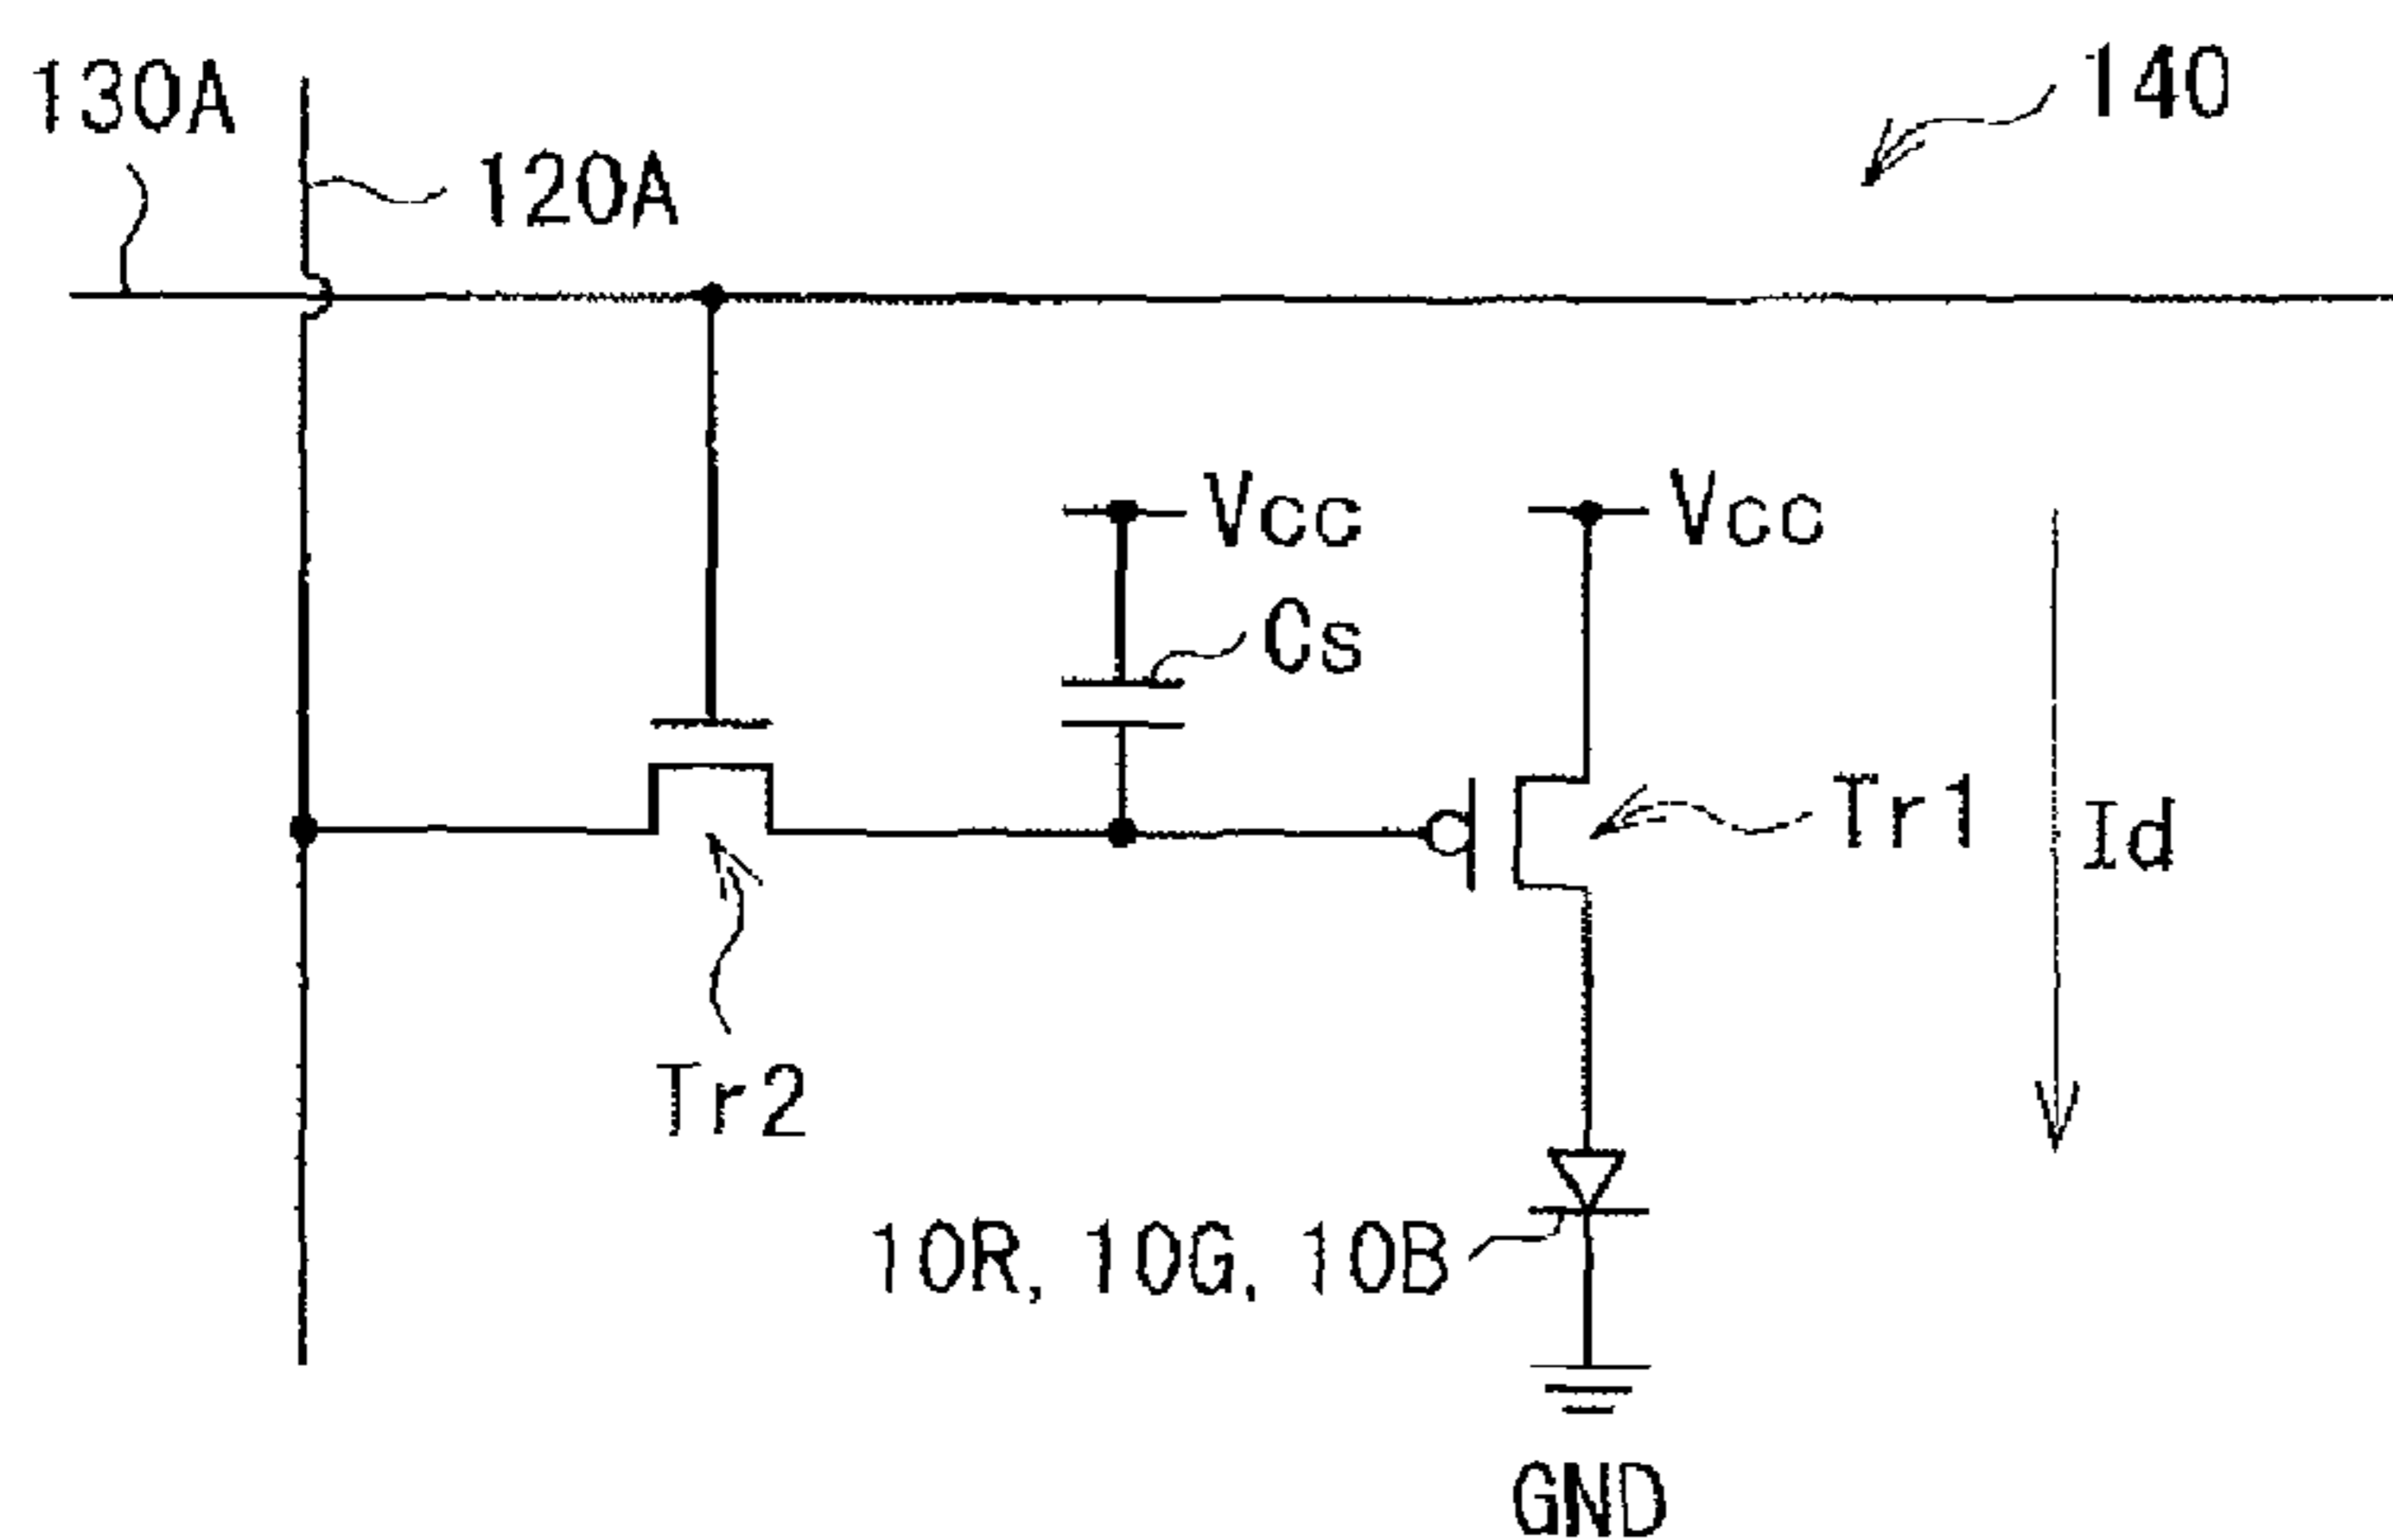 130A
140
120A
Vcc
Vcc
Cs
Tr1
Id
Tr2
10R, 10G, 10B
GND